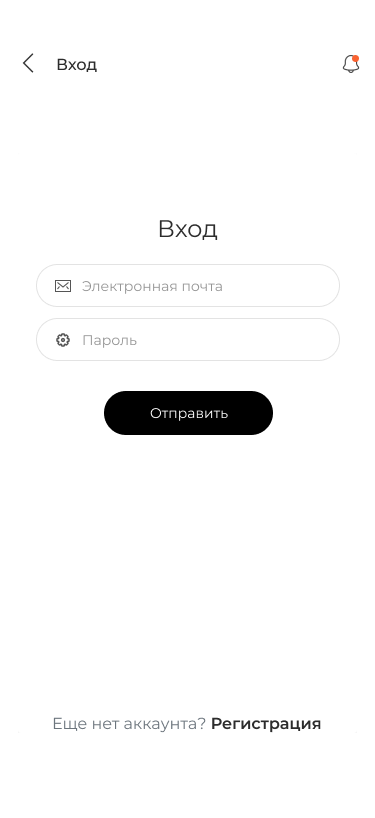 Вход
Вход
Электронная почта
Пароль
Отправить
Еще нет аккаунта? Регистрация